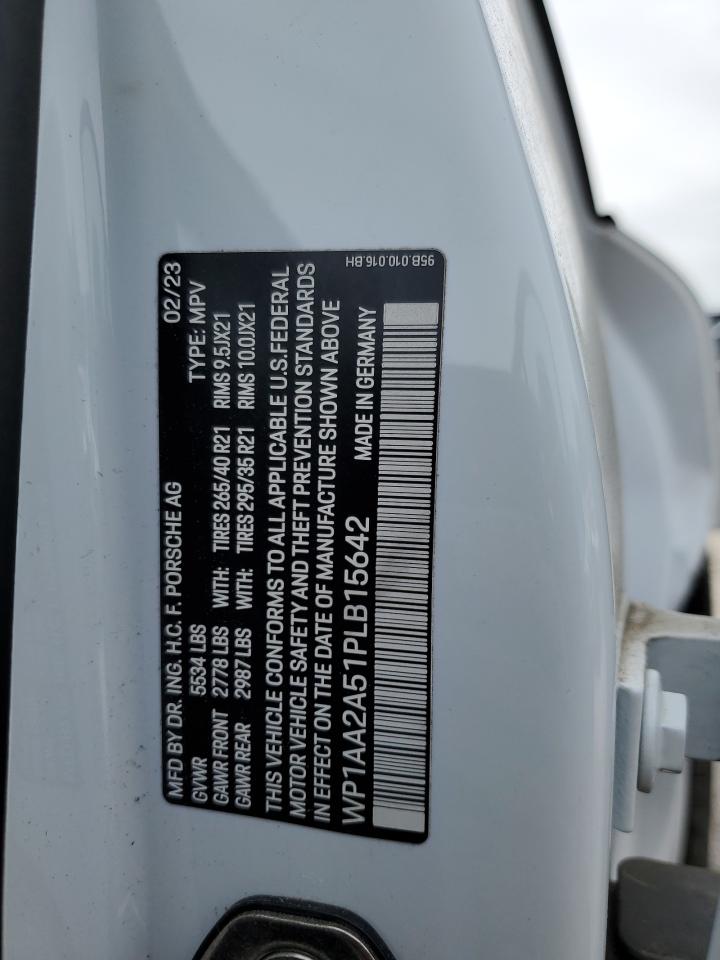 MFD BY DR. ING. H.C. F. PORSCHE AG 02/23
GVWR 5534 LBS TYPE: MPV
GAWR FRONT 2778 LBS WITH: TIRES 265/40 R21 RIMS 9.5JX21
GAWR REAR 2987 LBS WITH: TIRES 295/35 R21 RIMS 10.0JX21
THIS VEHICLE CONFORMS TO ALL APPLICABLE U.S. FEDERAL
MOTOR VEHICLE SAFETY AND THEFT PREVENTION STANDARDS
IN EFFECT ON THE DATE OF MANUFACTURE SHOWN ABOVE
WP1AA2A51PLB15642 MADE IN GERMANY
95B.010.016.BH